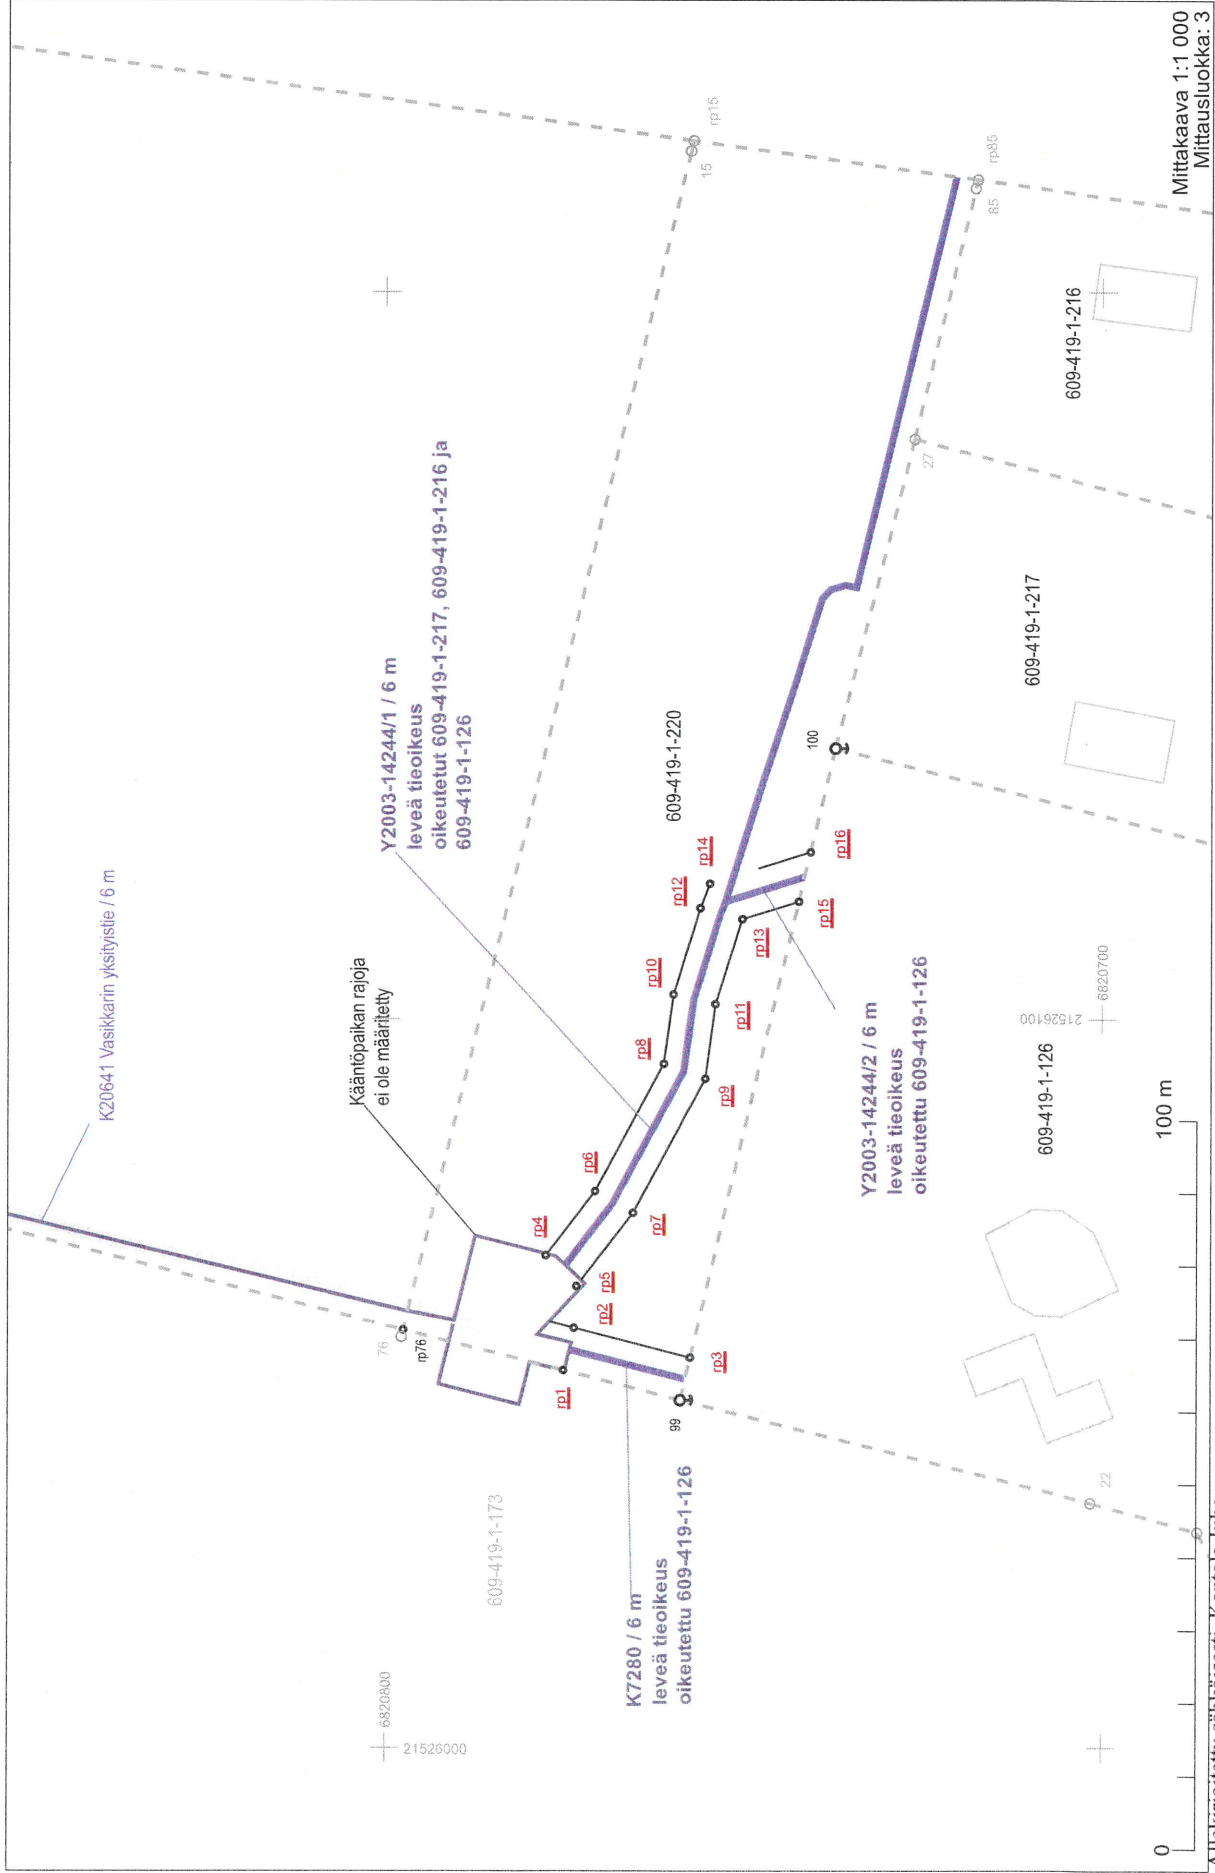 K20641 Vasikkarin yksityistie / 6 m
Kääntöpaikan rajoja
ei ole määritetty
Y2003-14244/1 / 6 m
leveä tieoikeus
oikeutetut 609-419-1-217, 609-419-1-216 ja
609-419-1-126
609-419-1-173
6820800
21526000
76
rp76
rp4
rp6
rp8
rp10
rp12
rp14
609-419-1-220
15
rp15
rp1
rp2
rp5
rp7
rp9
rp11
rp13
rp15
rp16
rp3
99
100
27
85
rp85
K7280 / 6 m
leveä tieoikeus
oikeutettu 609-419-1-126
Y2003-14244/2 / 6 m
leveä tieoikeus
oikeutettu 609-419-1-126
22
609-419-1-126
21526100
6820700
609-419-1-217
609-419-1-216
0
100 m
Mittakaava 1:1 000
Mittausluokka: 3